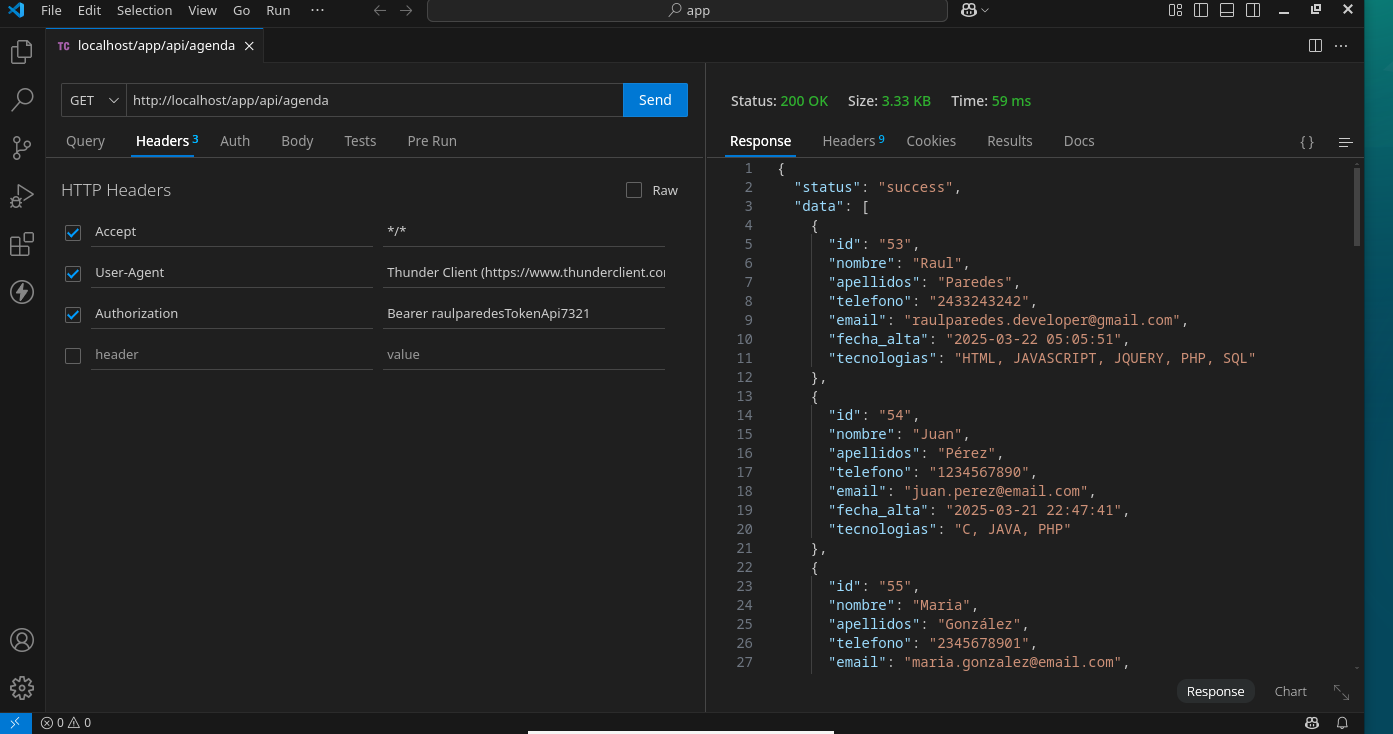 File Edit Selection View Go Run ··· app
TC localhost/app/api/agenda
GET http://localhost/app/api/agenda Send
Query Headers 3 Auth Body Tests Pre Run
HTTP Headers Raw
Accept */*
User-Agent Thunder Client (https://www.thunderclient.co
Authorization Bearer raulparedesTokenApi7321
header value
Status: 200 OK Size: 3.33 KB Time: 59 ms
Response Headers 9 Cookies Results Docs { }
1 {
2 "status": "success",
3 "data": [
4 {
5 "id": "53",
6 "nombre": "Raul",
7 "apellidos": "Paredes",
8 "telefono": "2433243242",
9 "email": "raulparedes.developer@gmail.com",
10 "fecha_alta": "2025-03-22 05:05:51",
11 "tecnologias": "HTML, JAVASCRIPT, JQUERY, PHP, SQL"
12 },
13 {
14 "id": "54",
15 "nombre": "Juan",
16 "apellidos": "Pérez",
17 "telefono": "1234567890",
18 "email": "juan.perez@email.com",
19 "fecha_alta": "2025-03-21 22:47:41",
20 "tecnologias": "C, JAVA, PHP"
21 },
22 {
23 "id": "55",
24 "nombre": "Maria",
25 "apellidos": "González",
26 "telefono": "2345678901",
27 "email": "maria.gonzalez@email.com",
Response Chart
0 0